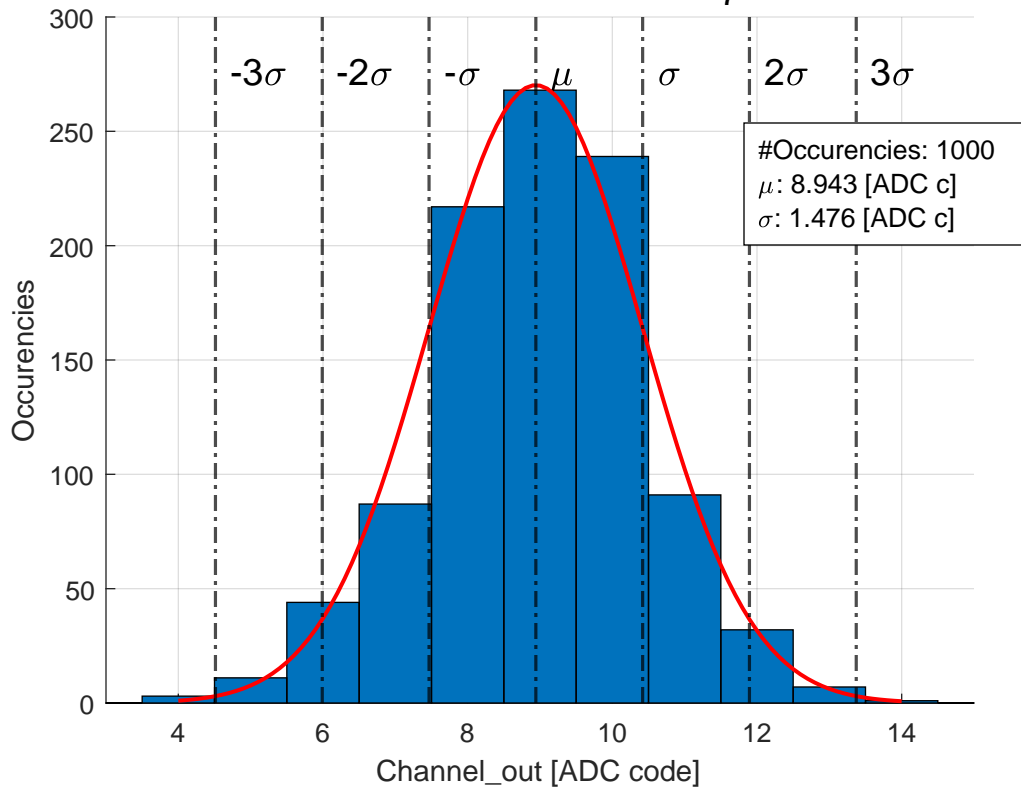 300
250
200
150
100
50
0
Occurencies
-3σ -2σ -σ μ σ 2σ 3σ
#Occurencies: 1000
μ: 8.943 [ADC c]
σ: 1.476 [ADC c]
4 6 8 10 12 14
Channel_out [ADC code]